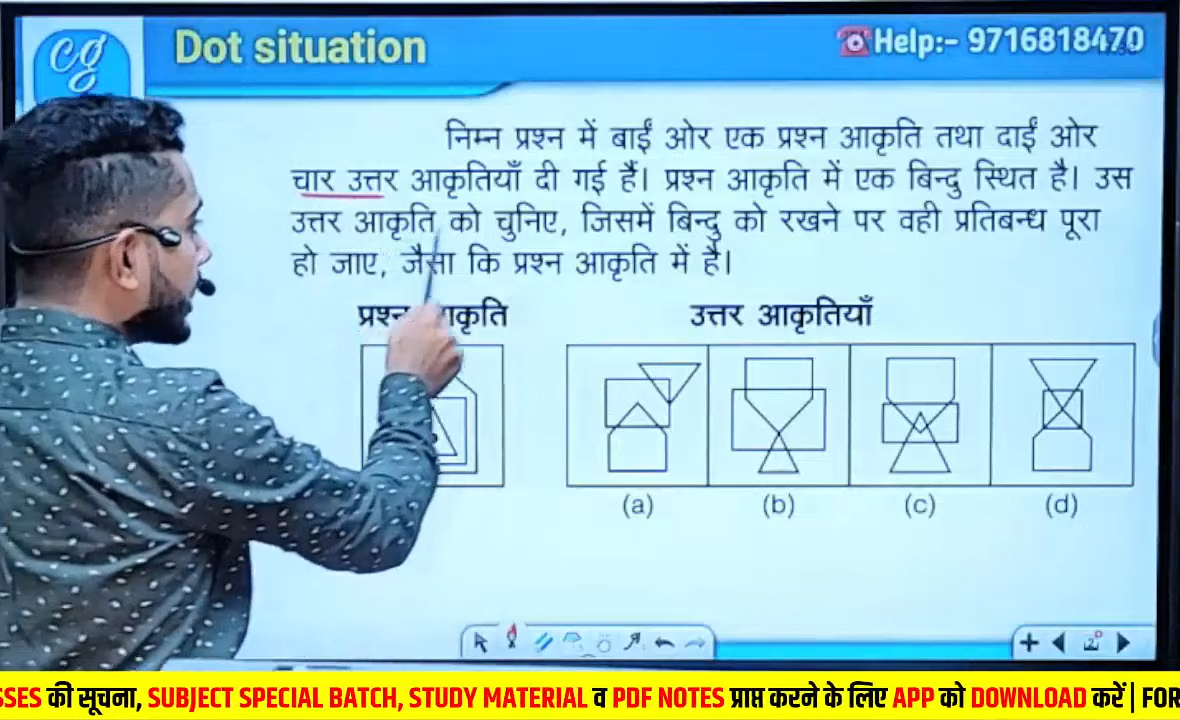 cg
Dot situation
Help:- 9716818470
निम्न प्रश्न में बाईं ओर एक प्रश्न आकृति तथा दाईं ओर
चार उत्तर आकृतियाँ दी गई हैं। प्रश्न आकृति में एक बिन्दु स्थित है। उस
उत्तर आकृति को चुनिए, जिसमें बिन्दु को रखने पर वही प्रतिबन्ध पूरा
हो जाए, जैसा कि प्रश्न आकृति में है।
उत्तर आकृतियाँ
(a) (b) (c) (d)
की सूचना, SUBJECT SPECIAL BATCH, STUDY MATERIAL व PDF NOTES प्राप्त करने के लिए APP को DOWNLOAD करें | FOR